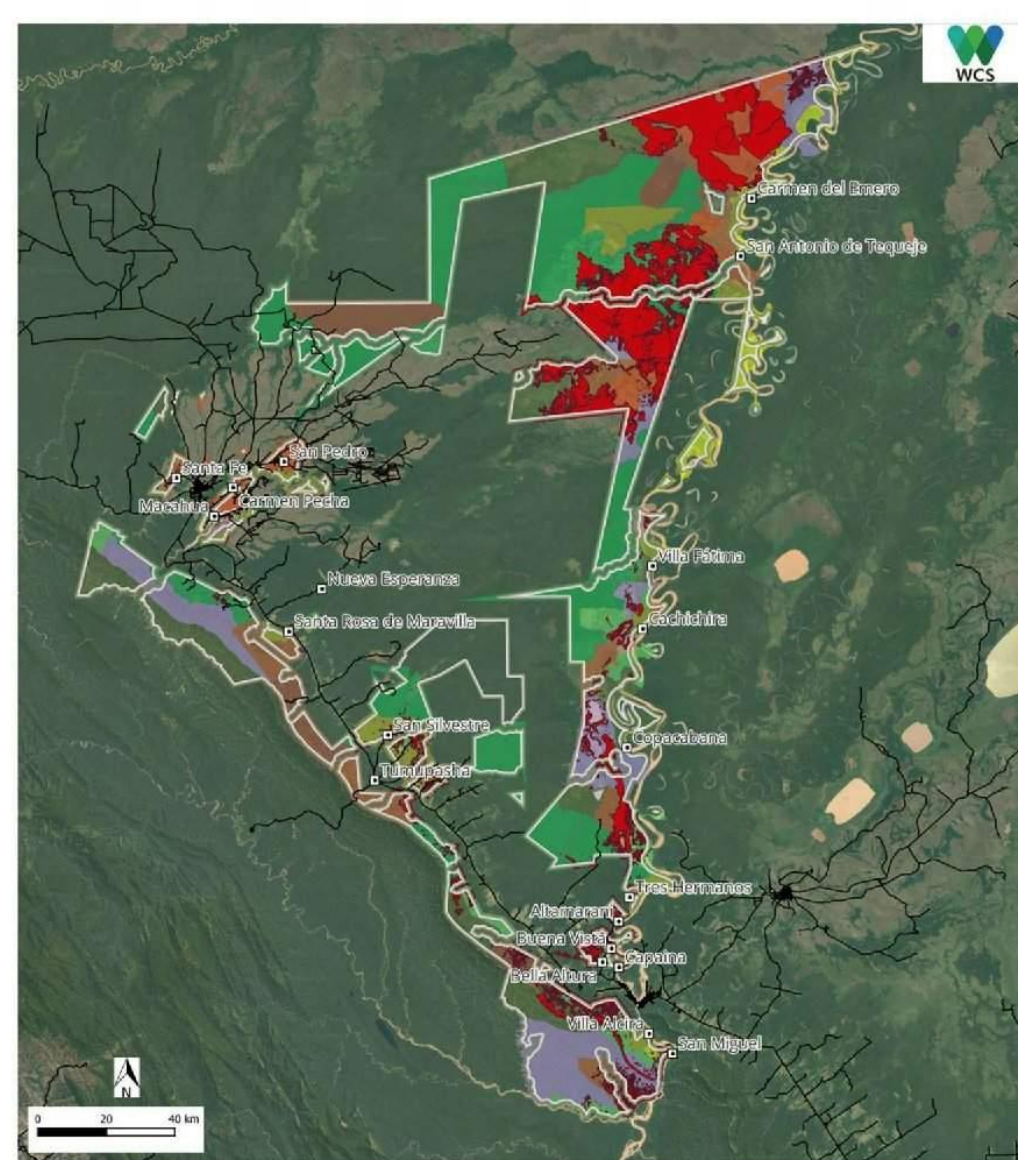 WCS
Carmen del Emero
San Antonio de Tequeje
San Pedro
Santa Fe
Carmen Pecha
Macahua
Villa Fátima
Nueva Esperanza
Cachichira
Santa Rosa de Maravilla
San Silvestre
Copacabana
Tumupasha
Tres Hermanos
Altamarani
Buena Vista
Capaina
Bella Altura
Villa Alcira
San Miguel
N
0 20 40 km